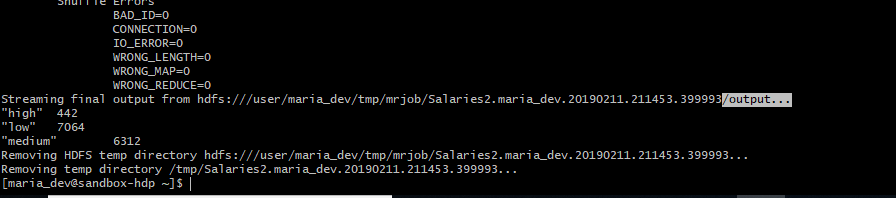 Shuffle Errors
BAD_ID=0
CONNECTION=0
IO_ERROR=0
WRONG_LENGTH=0
WRONG_MAP=0
WRONG_REDUCE=0
Streaming final output from hdfs:///user/maria_dev/tmp/mrjob/Salaries2.maria_dev.20190211.211453.399993/output...
"high" 442
"low" 7064
"medium" 6312
Removing HDFS temp directory hdfs:///user/maria_dev/tmp/mrjob/Salaries2.maria_dev.20190211.211453.399993...
Removing temp directory /tmp/Salaries2.maria_dev.20190211.211453.399993...
[maria_dev@sandbox-hdp ~]$